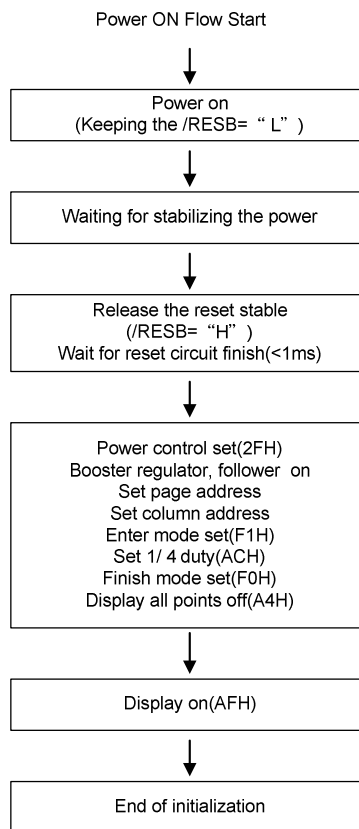 Power ON Flow Start
Power on
(Keeping the /RESB= “ L” )
Waiting for stabilizing the power
Release the reset stable
(/RESB= “H” )
Wait for reset circuit finish(<1ms)
Power control set(2FH)
Booster regulator, follower on
Set page address
Set column address
Enter mode set(F1H)
Set 1/ 4 duty(ACH)
Finish mode set(F0H)
Display all points off(A4H)
Display on(AFH)
End of initialization